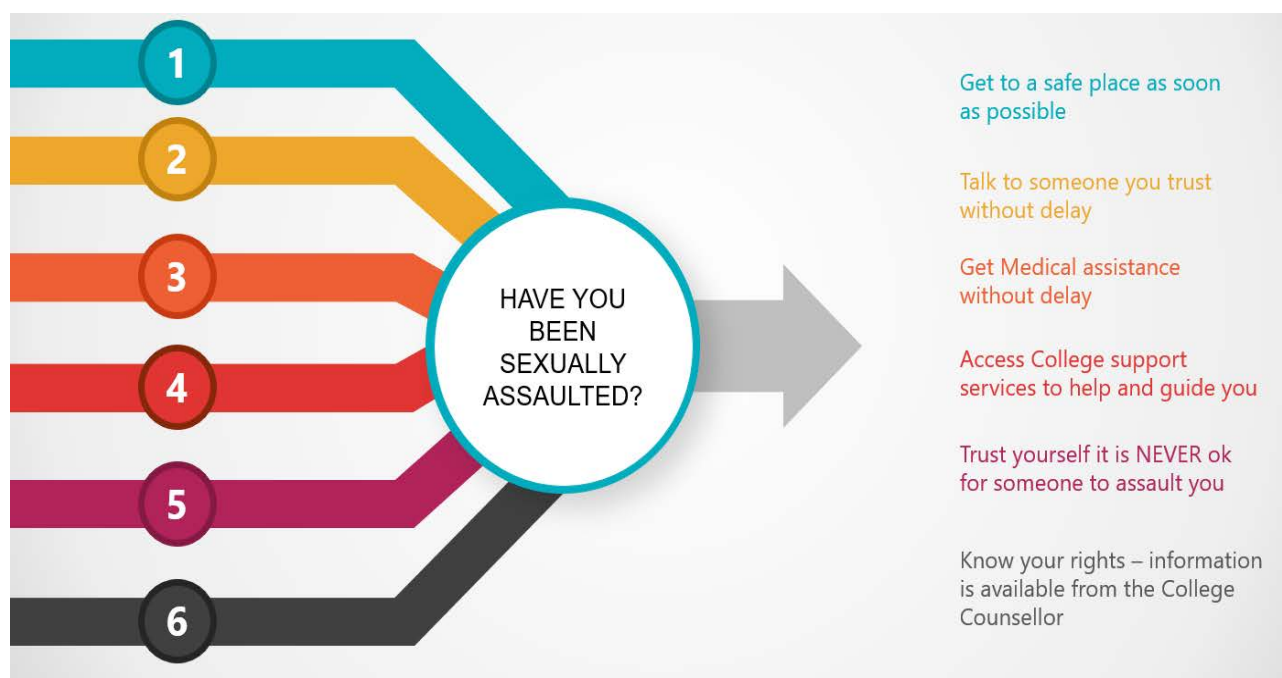 1
2
3
4
5
6
HAVE YOU
BEEN
SEXUALLY
ASSAULTED?
Get to a safe place as soon
as possible
Talk to someone you trust
without delay
Get Medical assistance
without delay
Access College support
services to help and guide you
Trust yourself it is NEVER ok
for someone to assault you
Know your rights – information
is available from the College
Counsellor